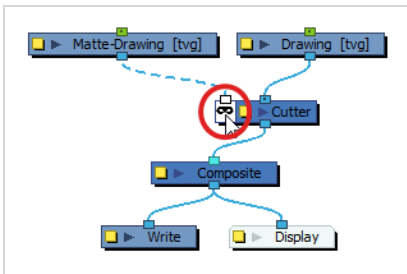 Matte-Drawing [tvg]
Drawing [tvg]
Cutter
Composite
Write
Display